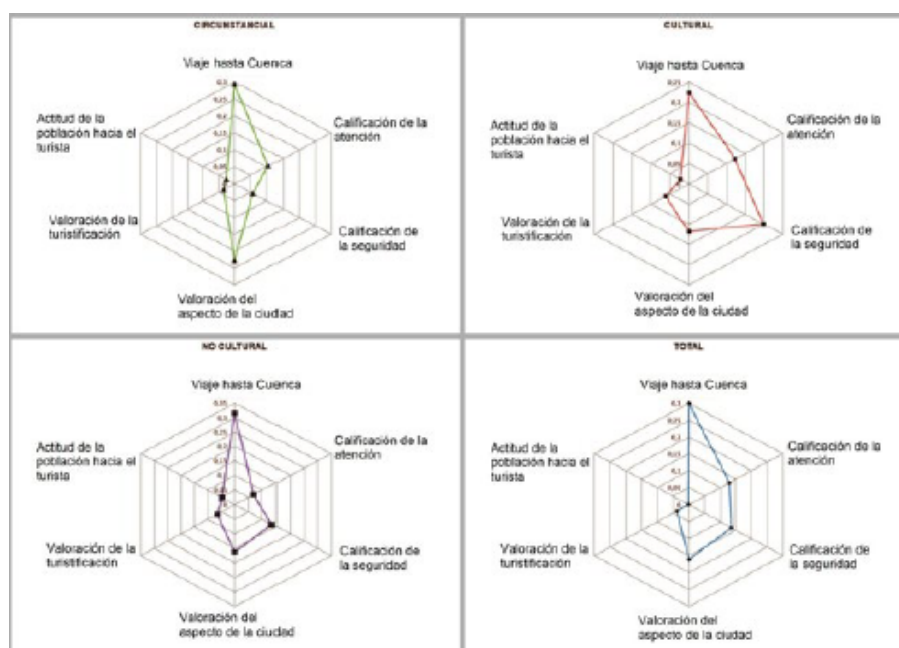 CIRCUNSTANCIAL
Viaje hasta Cuenca
Calificación de la
atención
Calificación de
la seguridad
Valoración del
aspecto de la ciudad
Valoración de la
turistificación
Actitud de la
población hacia el
turista
CULTURAL
Viaje hasta Cuenca
Calificación de la
atención
Calificación de
la seguridad
Valoración del
aspecto de la ciudad
Valoración de la
turistificación
Actitud de la
población hacia el
turista
NO CULTURAL
Viaje hasta Cuenca
Calificación de la
atención
Calificación de
la seguridad
Valoración del
aspecto de la ciudad
Valoración de la
turistificación
Actitud de la
población hacia el
turista
TOTAL
Viaje hasta Cuenca
Calificación de la
atención
Calificación de
la seguridad
Valoración del
aspecto de la ciudad
Valoración de la
turistificación
Actitud de la
población hacia el
turista